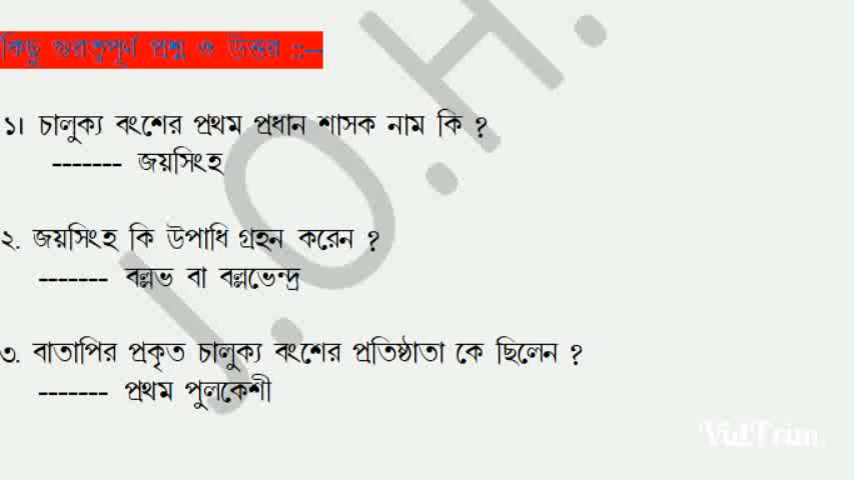 কিছু গুরত্বপূর্ণ প্রশ্ন ও উত্তর ::--
১। চালুক্য বংশের প্রথম প্রধান শাসক নাম কি ?
------- জয়সিংহ
২. জয়সিংহ কি উপাধি গ্রহন করেন ?
------- বল্লভ বা বল্লভেন্দ্র
৩. বাতাপির প্রকৃত চালুক্য বংশের প্রতিষ্ঠাতা কে ছিলেন ?
------- প্রথম পুলকেশী
J.O.H.
VidTrim